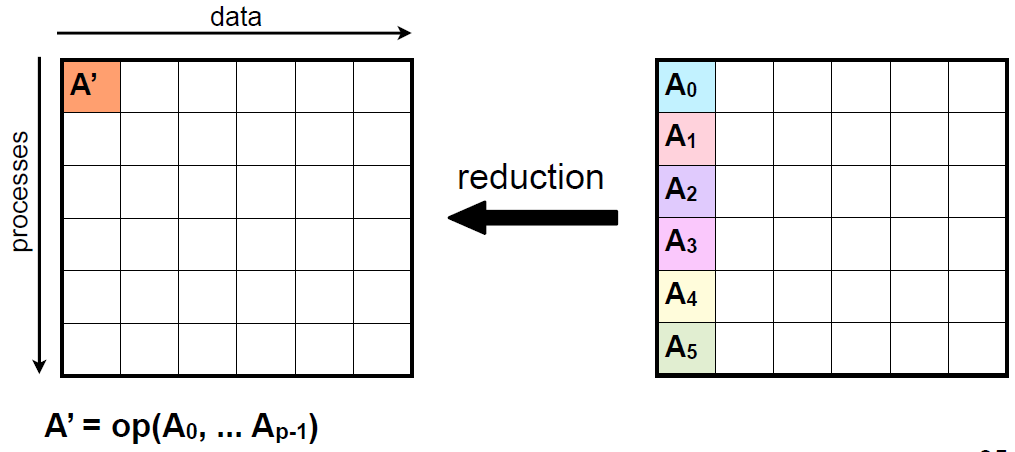 data
processes
A'
reduction
A0
A1
A2
A3
A4
A5
A' = op(A0, ... Ap-1)